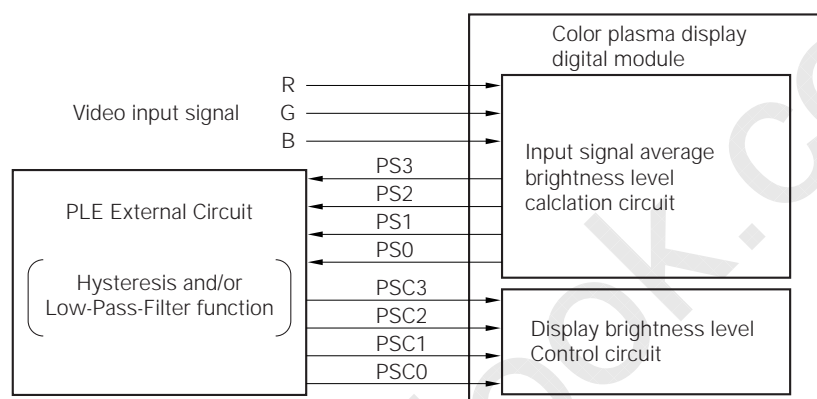 Color plasma display
digital module
R
Video input signal
G
B
Input signal average
brightness level
calclation circuit
PS3
PS2
PS1
PS0
PLE External Circuit
Hysteresis and/or
Low-Pass-Filter function
PSC3
PSC2
PSC1
PSC0
Display brightness level
Control circuit
ook.co